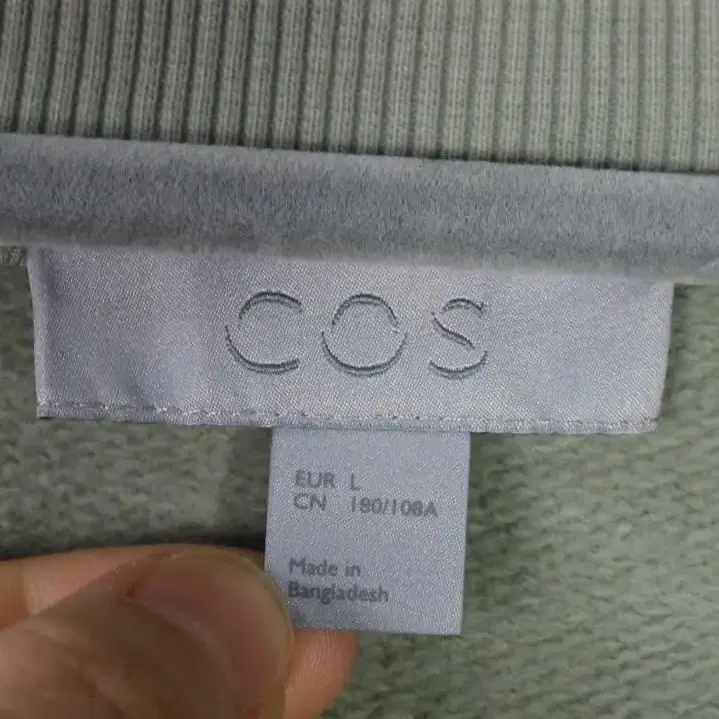 COS
EUR L
CN 180/108A
Made in
Bangladesh